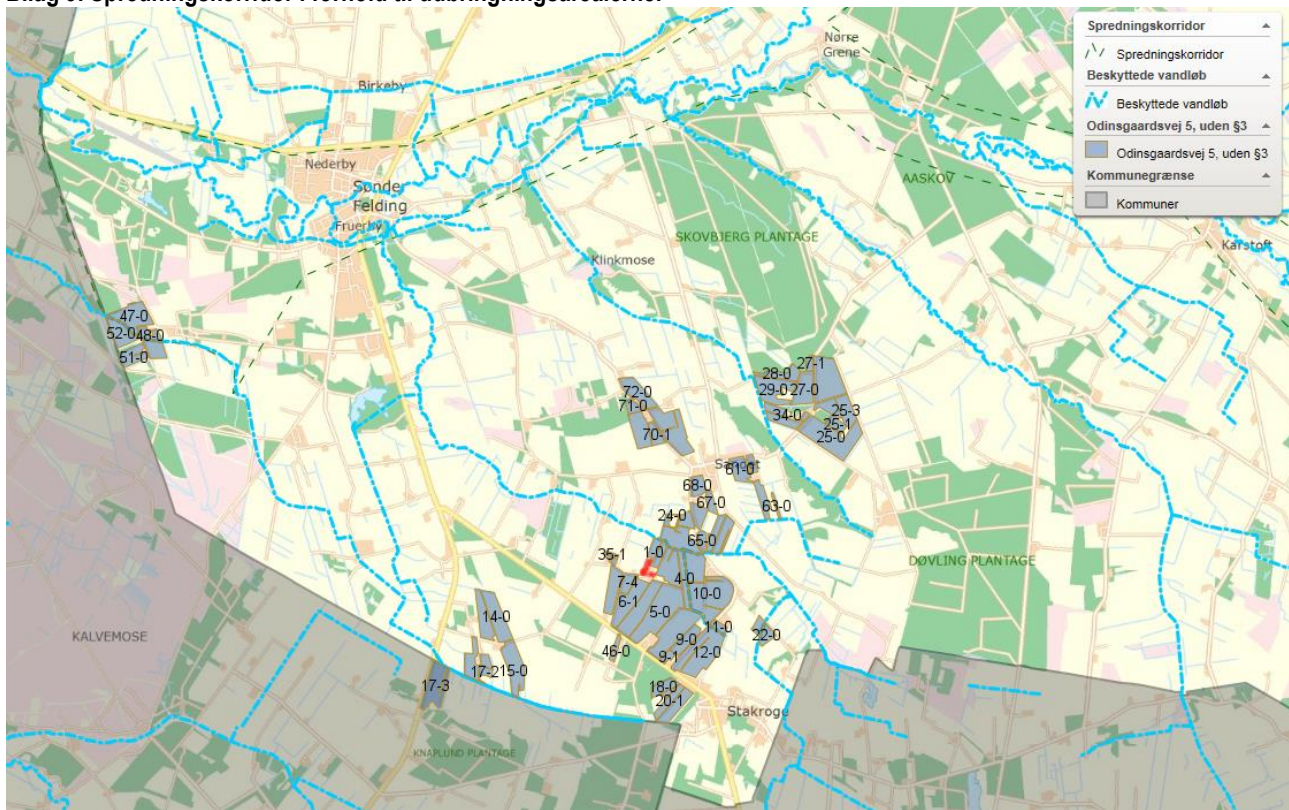 Spredningskorridor
Spredningskorridor
Beskyttede vandløb
Beskyttede vandløb
Odinsgaardsvej 5, uden §3
Odinsgaardsvej 5, uden §3
Kommunegrænse
Kommuner
Nørre
Grene
Birkeby
Nederby
Sønde
Felding
Fruerby
AASKOV
SKOVBJERG PLANTAGE
Karstoft
Klinkmose
47-0
52-0
48-0
51-0
27-1
28-0
29-0
27-0
72-0
71-0
25-3
34-0
25-1
25-0
70-1
61-0
68-0
67-0
63-0
24-0
65-0
35-1
1-0
DØVLING PLANTAGE
7-4
4-0
10-0
6-1
5-0
14-0
11-0
22-0
KALVEMOSE
9-0
46-0
9-1
12-0
17-2
15-0
17-3
18-0
20-1
Stakroge
KNAPLUND PLANTAGE